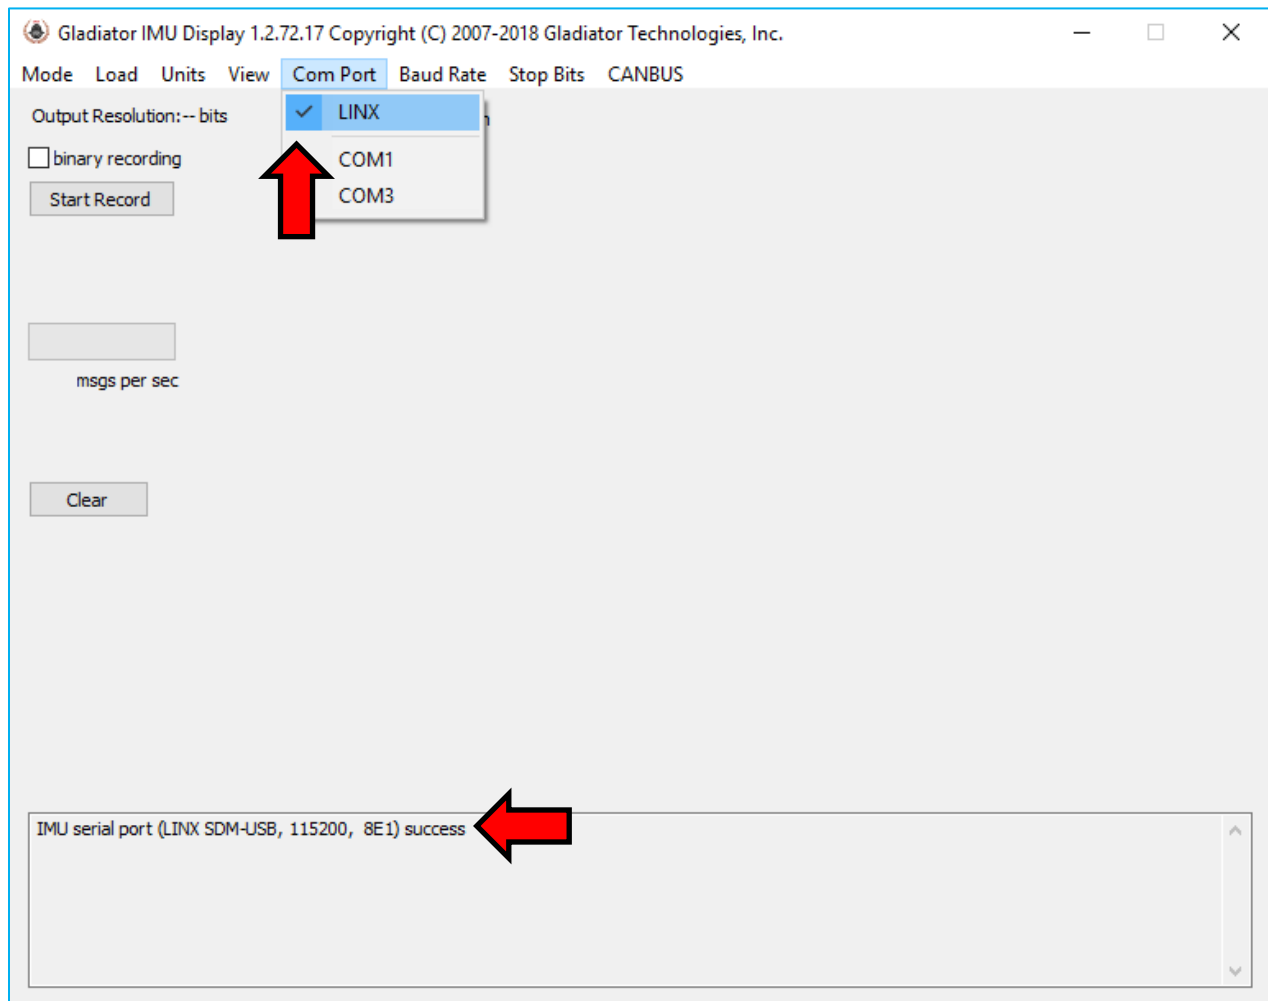 Gladiator IMU Display 1.2.72.17 Copyright (C) 2007-2018 Gladiator Technologies, Inc.
Mode Load Units View Com Port Baud Rate Stop Bits CANBUS
Output Resolution:-- bits
LINX
binary recording
COM1
Start Record
COM3
msgs per sec
Clear
IMU serial port (LINX SDM-USB, 115200, 8E1) success